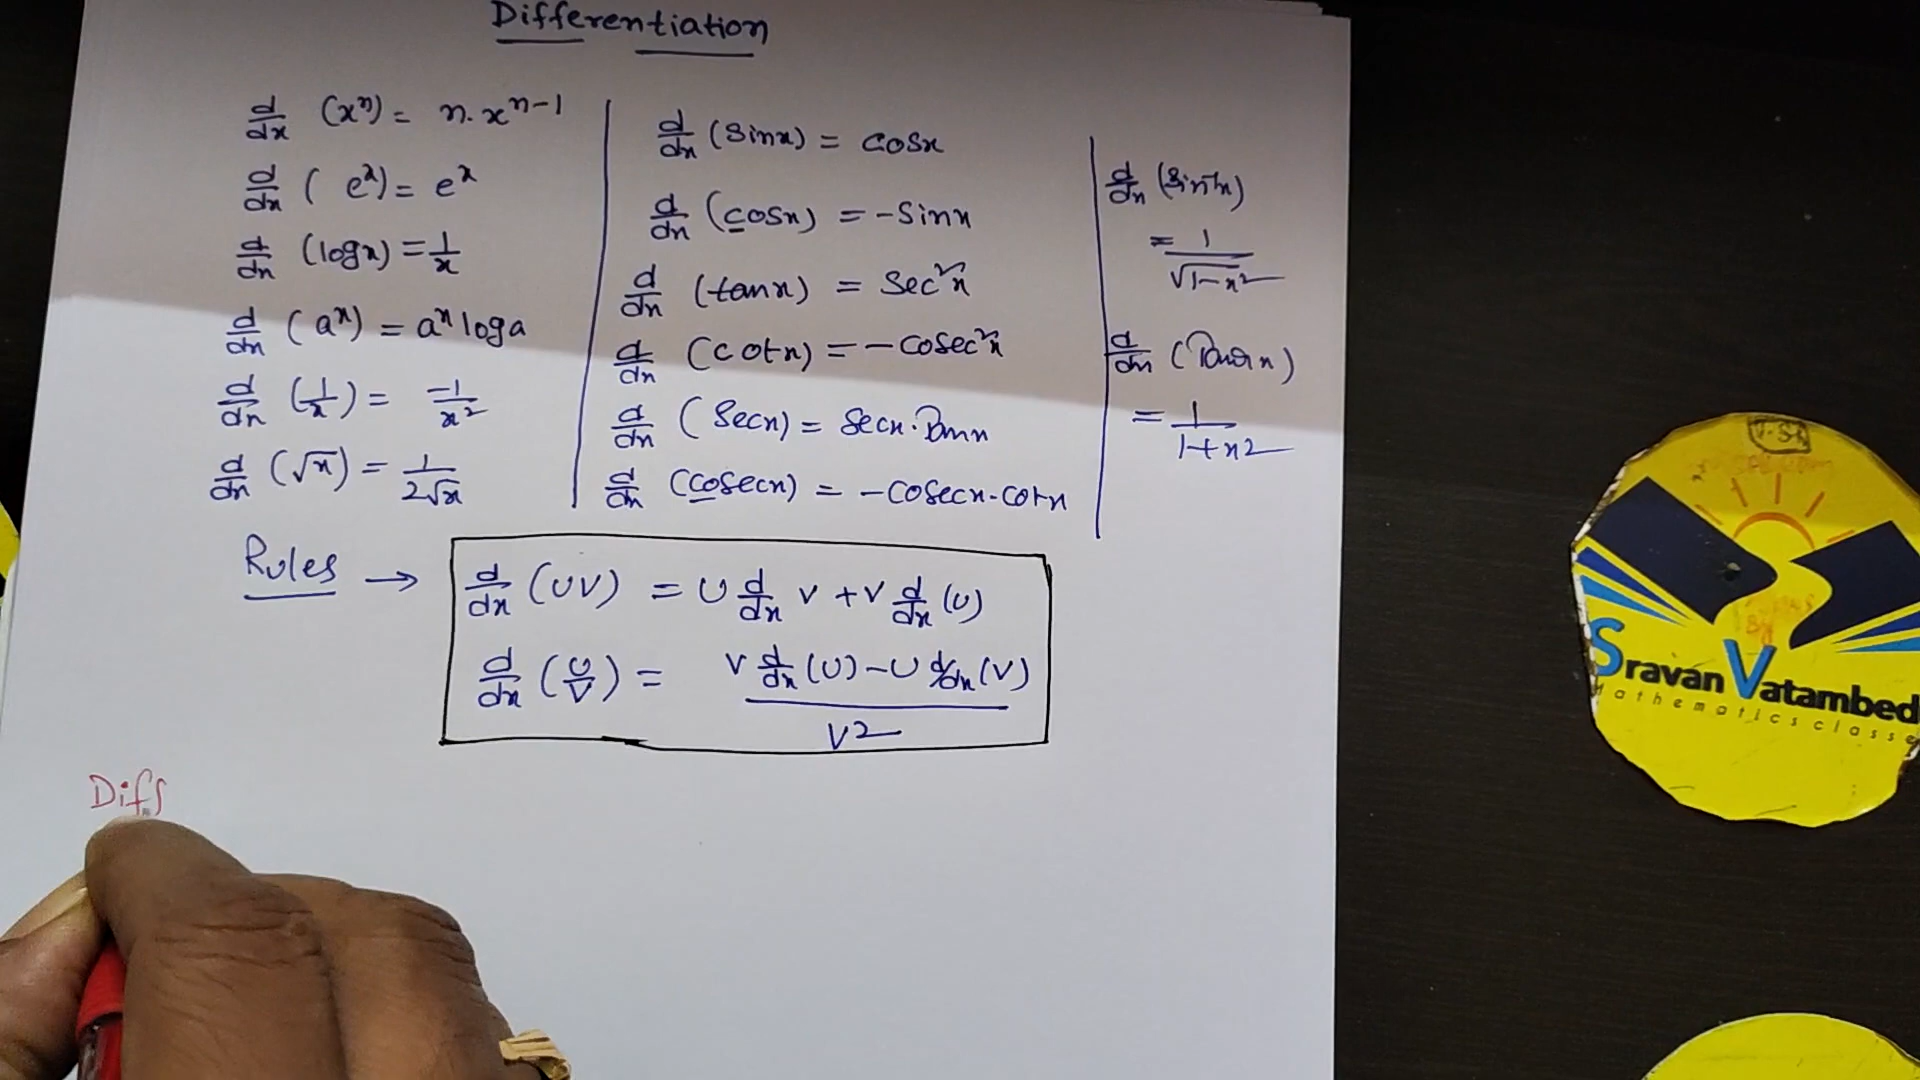 Differentiation
d/dx (xⁿ) = n·xⁿ⁻¹
d/dx (eˣ) = eˣ
d/dx (logx) = 1/x
d/dx (aˣ) = aˣ loga
d/dx (1/x) = -1/x²
d/dx (√x) = 1/2√x
d/dx (Sinx) = Cosx
d/dx (Cosx) = -Sinx
d/dx (tanx) = Sec²x
d/dx (Cotx) = -Cosec²x
d/dx (Secx) = Secx·Tanx
d/dx (Cosecx) = -Cosecx·Cotx
d/dx (Sin⁻¹x)
= 1/√1-x²
d/dx (Tan⁻¹x)
= 1/1+x²
Rules →
d/dx (UV) = U d/dx V + V d/dx (U)
d/dx (U/V) = V d/dx (U) - U d/dx (V) / V²
Diff
Sravan Vatambed
Mathematics classe